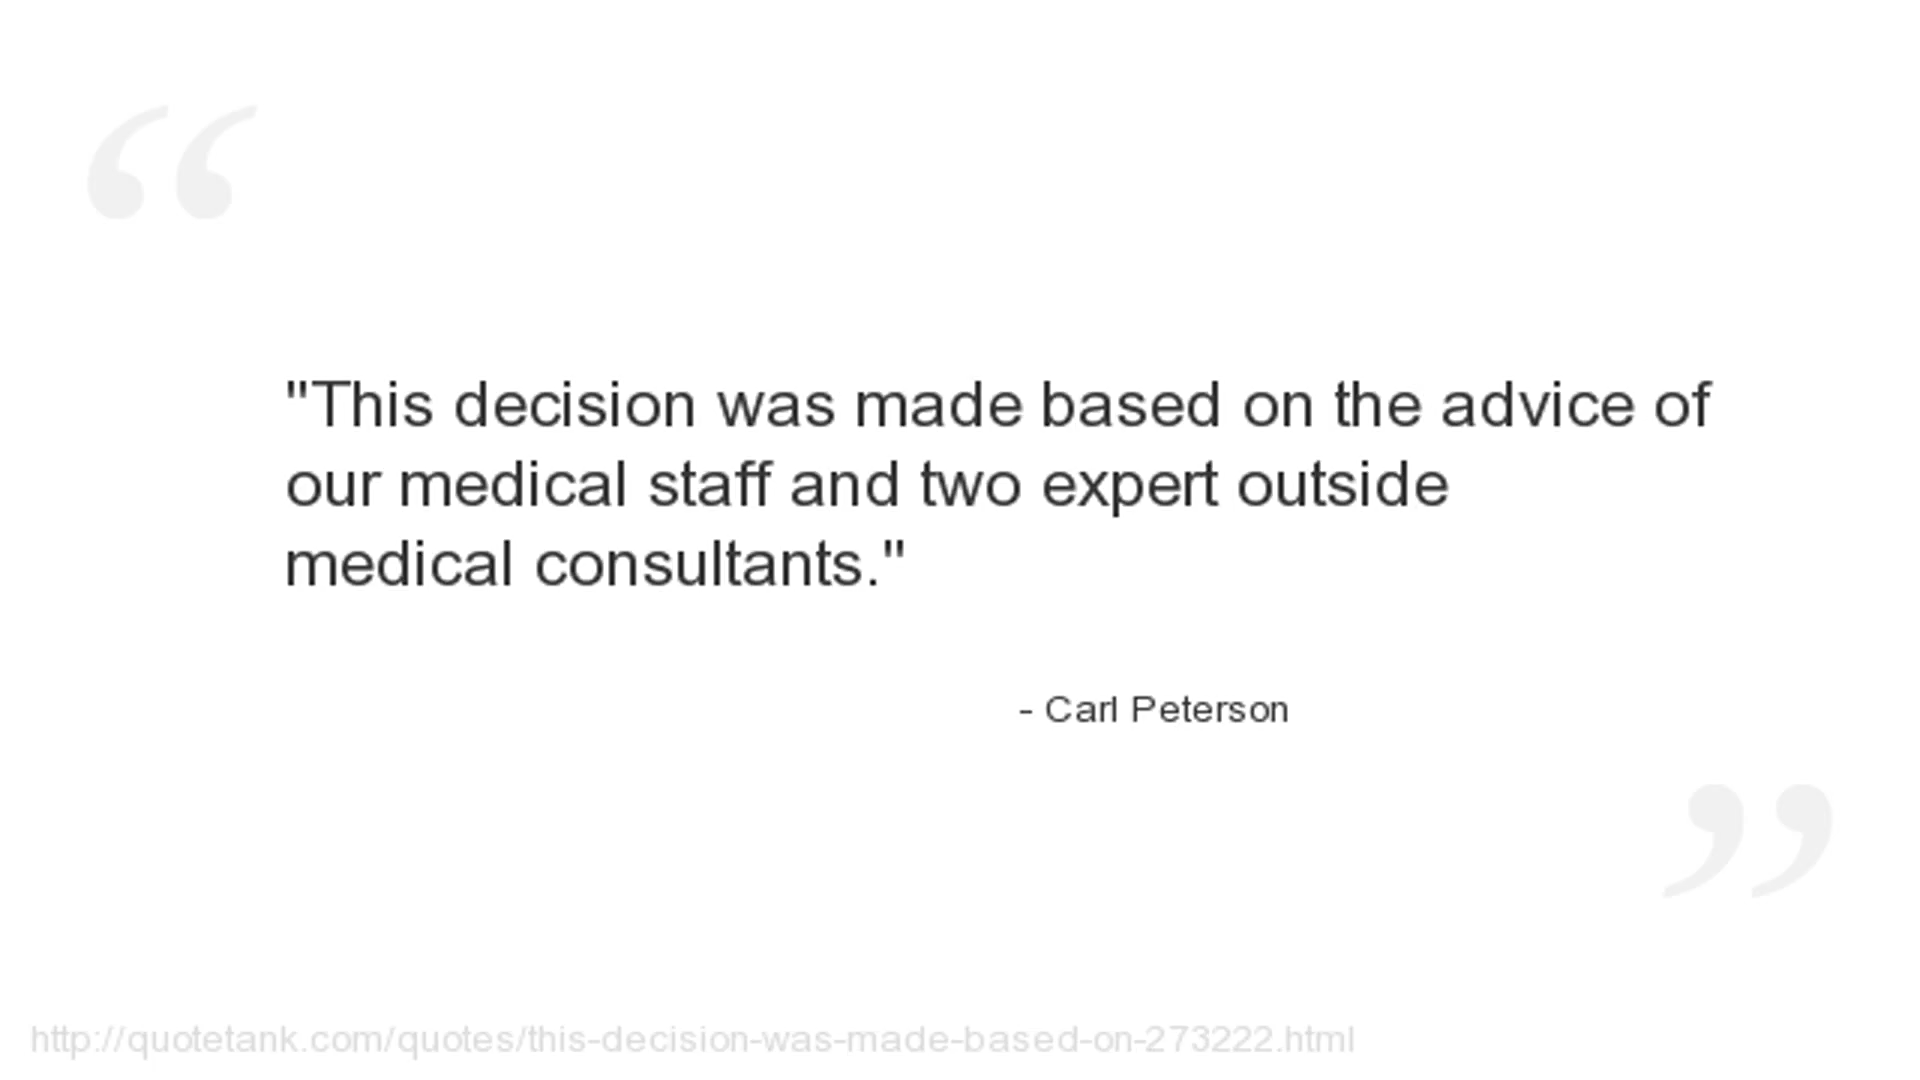 "This decision was made based on the advice of
our medical staff and two expert outside
medical consultants."
- Carl Peterson
http://quotetank.com/quotes/this-decision-was-made-based-on-273222.html